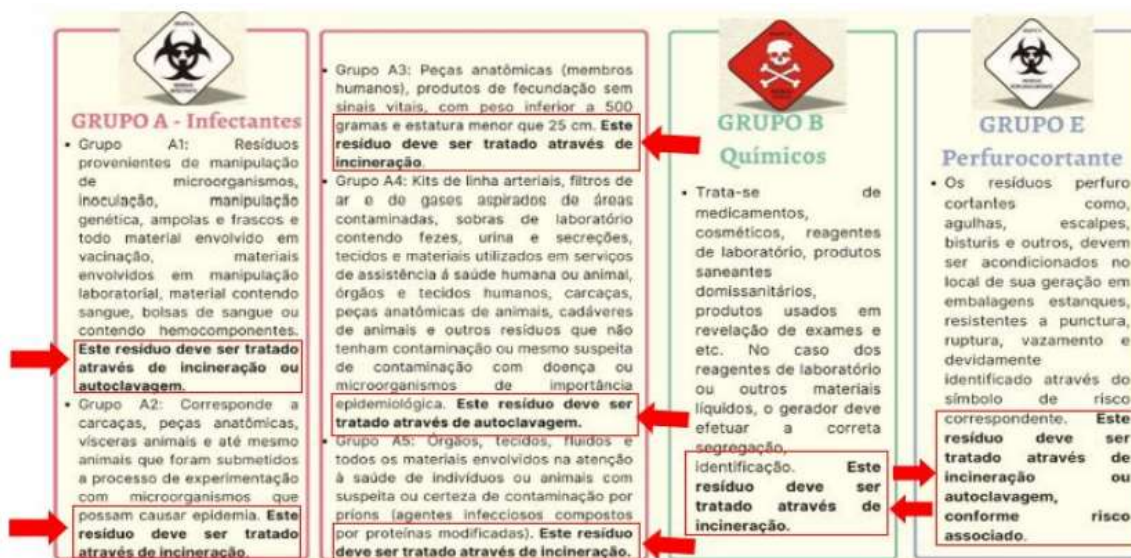 GRUPO A - Infectantes
• Grupo A1: Resíduos
provenientes de manipulação
de microorganismos,
inoculação, manipulação
genética, ampolas e frascos e
todo material envolvido em
vacinação, materiais
envolvidos em manipulação
laboratorial, material contendo
sangue, bolsas de sangue ou
contendo hemocomponentes.
Este resíduo deve ser tratado
através de incineração ou
autoclavagem.
• Grupo A2: Corresponde a
carcaças, peças anatômicas,
vísceras animais e até mesmo
animais que foram submetidos
a processo de experimentação
com microorganismos que
possam causar epidemia. Este
resíduo deve ser tratado
através de incineração.
• Grupo A3: Peças anatômicas (membros
humanos), produtos de fecundação sem
sinais vitais, com peso inferior a 500
gramas e estatura menor que 25 cm. Este
resíduo deve ser tratado através de
incineração.
• Grupo A4: Kits de linha arteriais, filtros de
ar e de gases aspirados de áreas
contaminadas, sobras de laboratório
contendo fezes, urina e secreções,
tecidos e materiais utilizados em serviços
de assistência á saúde humana ou animal,
órgãos e tecidos humanos, carcaças,
peças anatômicas de animais, cadáveres
de animais e outros resíduos que não
tenham contaminação ou mesmo suspeita
de contaminação com doença ou
microorganismos de importância
epidemiológica. Este resíduo deve ser
tratado através de autoclavagem.
• Grupo A5: Órgãos, tecidos, fluidos e
todos os materiais envolvidos na atenção
à saúde de indivíduos ou animais com
suspeita ou certeza de contaminação por
príons (agentes infecciosos compostos
por proteínas modificadas). Este resíduo
deve ser tratado através de incineração.
GRUPO B
Químicos
• Trata-se de
medicamentos,
cosméticos, reagentes
de laboratório, produtos
saneantes
domissanitários,
produtos usados em
revelação de exames e
etc. No caso dos
reagentes de laboratório
ou outros materiais
líquidos, o gerador deve
efetuar a correta
segregação,
identificação. Este
resíduo deve ser
tratado através de
incineração.
GRUPO E
Perfurocortante
• Os resíduos perfuro
cortantes como,
agulhas, escalpes,
bisturis e outros, devem
ser acondicionados no
local de sua geração em
embalagens estanques,
resistentes a punctura,
ruptura, vazamento e
devidamente
identificado através do
símbolo de risco
correspondente. Este
resíduo deve ser
tratado através de
incineração ou
autoclavagem,
conforme risco
associado.